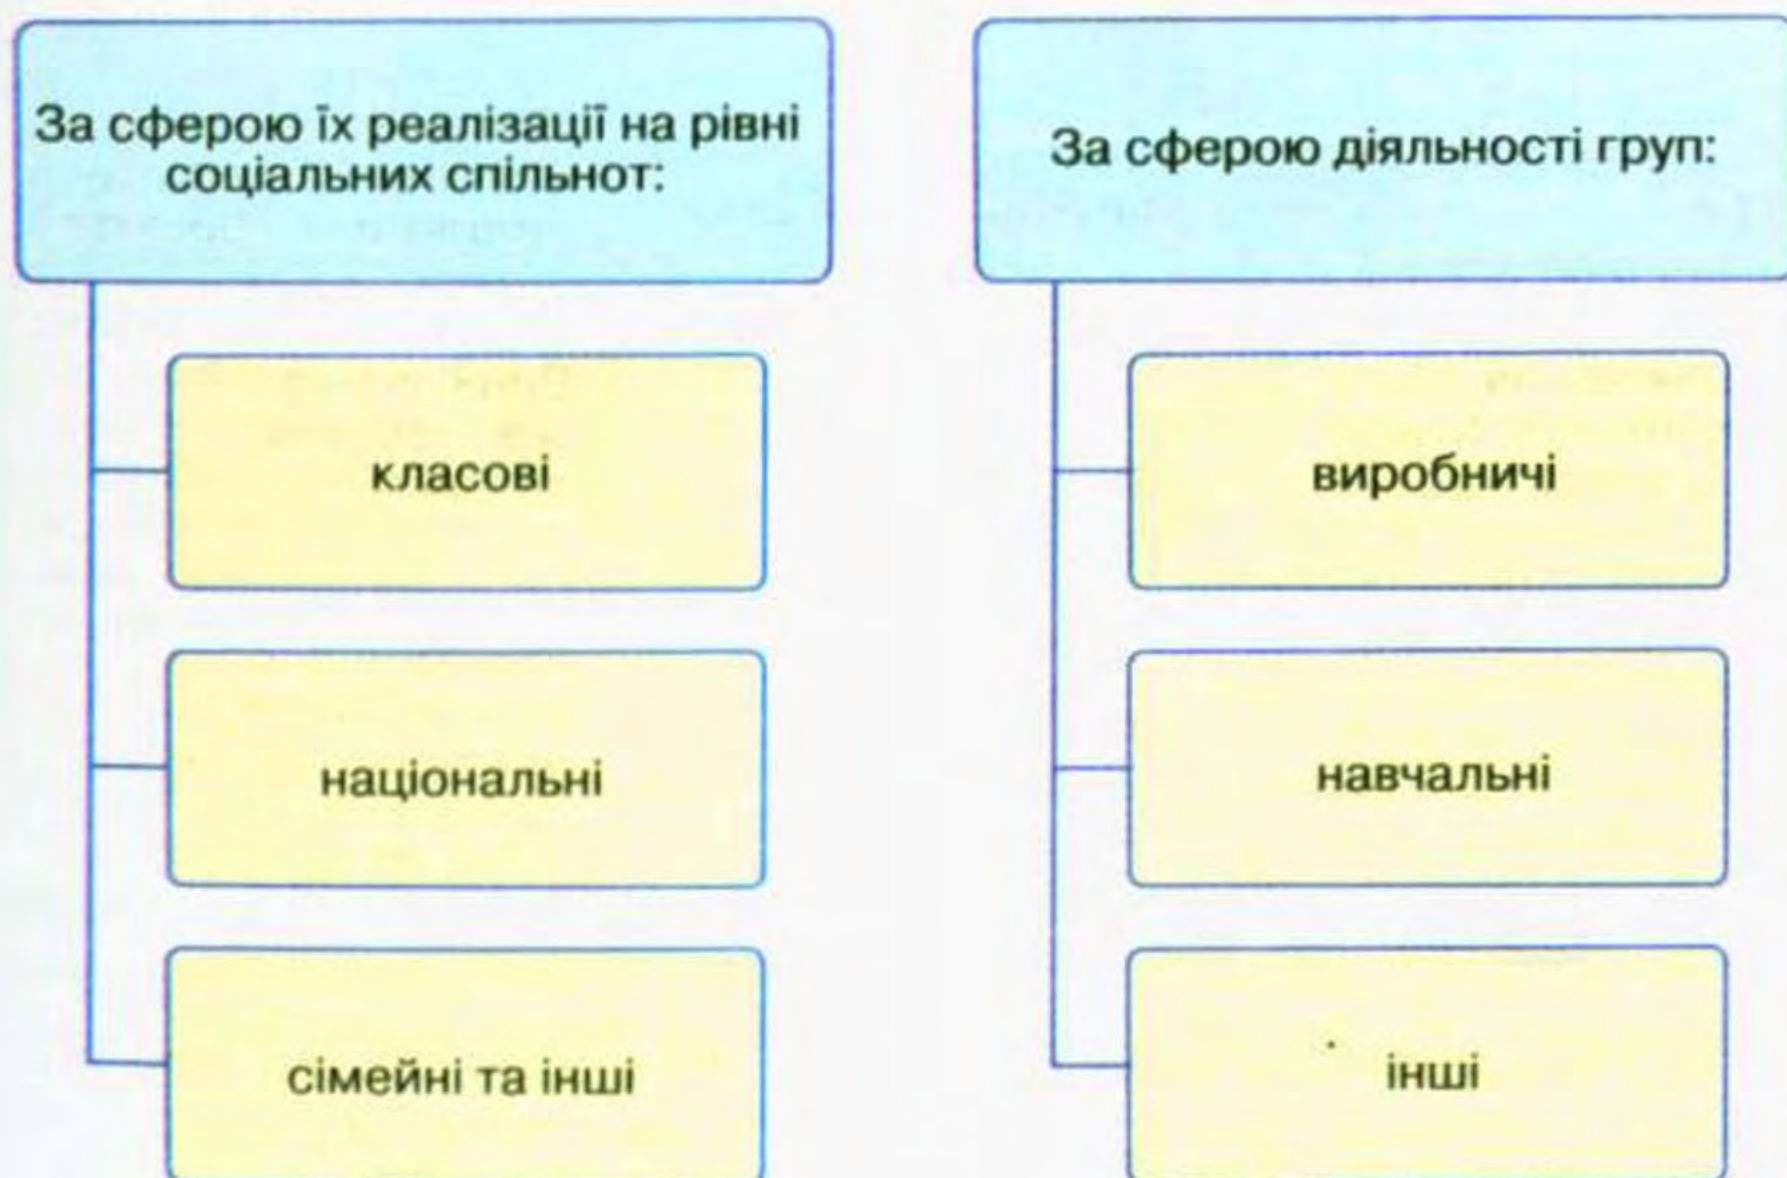 За сферою їх реалізації на рівні
соціальних спільнот:
класові
національні
сімейні та інші
За сферою діяльності груп:
виробничі
навчальні
інші